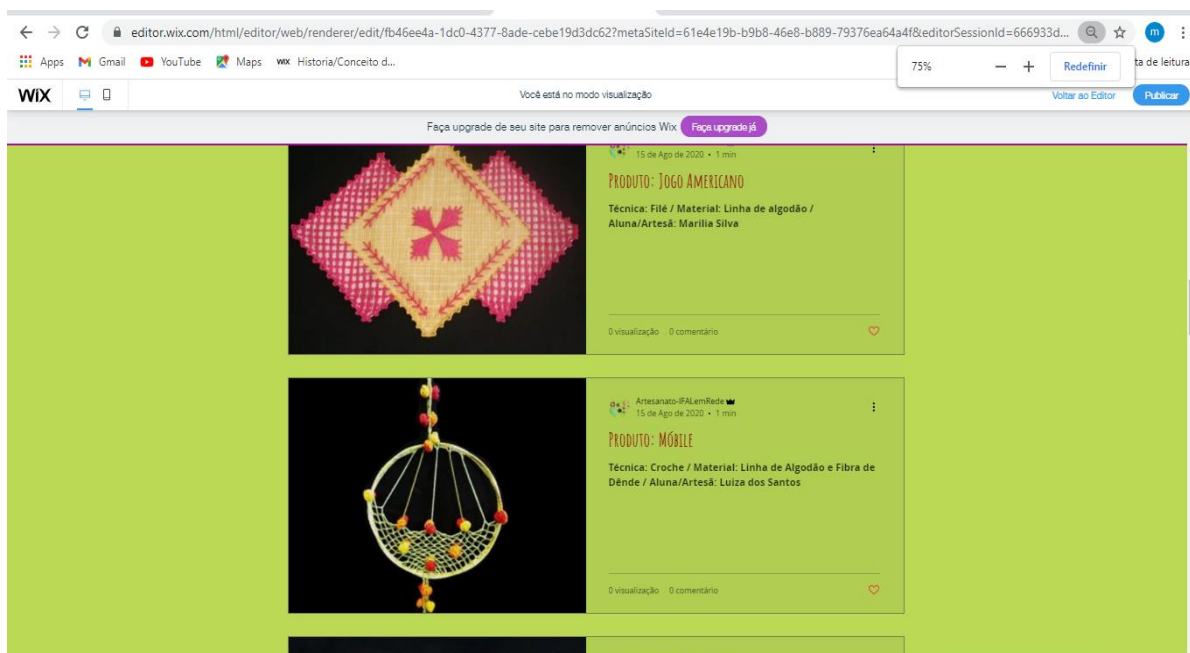 editor.wix.com/html/editor/web/renderer/edit/fb46ee4a-1dc0-4377-8ade-cebe19d3dc62?metaSiteId=61e4e19b-b9b8-46e8-b889-79376ea64a4f&editorSessionId=666933d...
m
Apps
Gmail
YouTube
Maps
WIX Historia/Conceito d...
75%
Redefinir
ta de leitura
WiX
Você está no modo visualização
Voltar ao Editor
Publicar
Faça upgrade de seu site para remover anúncios Wix
Faça upgrade já
15 de Ago de 2020 • 1 min
Produto: Jogo Americano
Técnica: Filé / Material: Linha de algodão /
Aluna/Artesã: Marilia Silva
0 visualização 0 comentário
Artesanato-IFALemRede
15 de Ago de 2020 • 1 min
Produto: Móbile
Técnica: Croche / Material: Linha de Algodão e Fibra de
Dênde / Aluna/Artesã: Luiza dos Santos
0 visualização 0 comentário